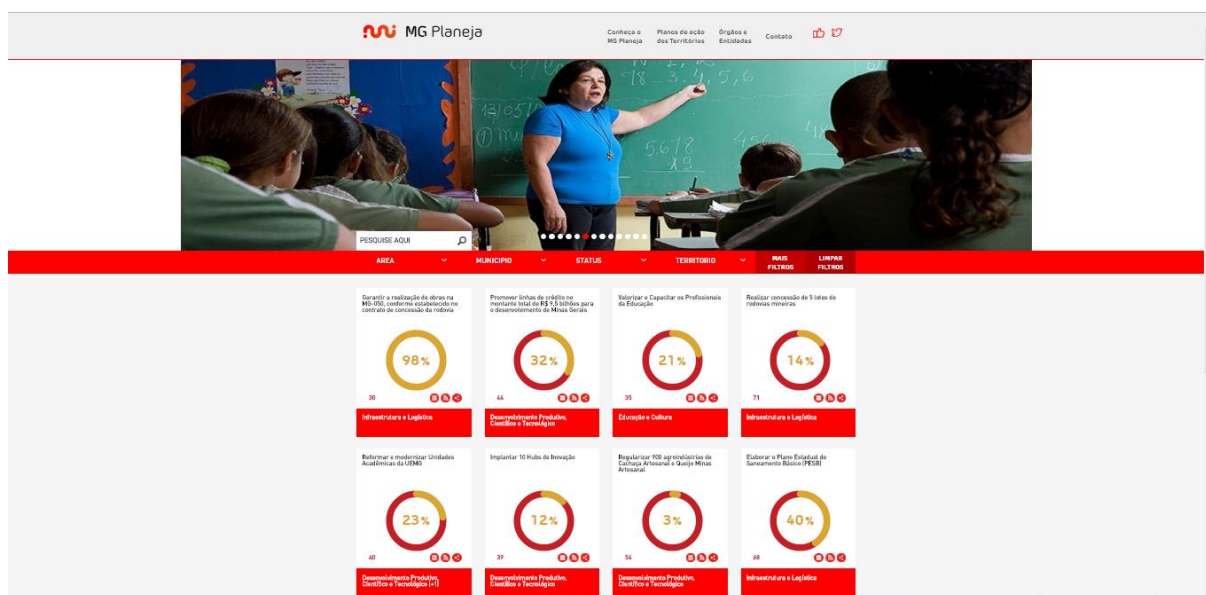 MG Planeja
Conheça o
MG Planeja
Planos de ação
dos Territórios
Órgãos e
Entidades
Contato
PESQUISE AQUI
AREA
MUNICIPIO
STATUS
TERRITORIO
MAIS
FILTROS
LIMPAR
FILTROS
Garantir a realização de obras na
MG-050, conforme estabelecido no
contrato de concessão da rodovia
98%
30
Infraestrutura e Logística
Promover linhas de crédito no
montante total de R$ 9,5 bilhões para
o desenvolvimento de Minas Gerais
32%
44
Desenvolvimento Produtivo,
Científico e Tecnológico
Valorizar e Capacitar os Profissionais
da Educação
21%
35
Educação e Cultura
Realizar concessão de 5 lotes de
rodovias mineiras
14%
71
Infraestrutura e Logística
Reformar e modernizar Unidades
Acadêmicas da UEMG
23%
40
Desenvolvimento Produtivo,
Científico e Tecnológico (+1)
Implantar 10 Hubs de Inovação
12%
39
Desenvolvimento Produtivo,
Científico e Tecnológico
Regularizar 900 agroindústrias de
Cachaça Artesanal e Queijo Minas
Artesanal
3%
54
Desenvolvimento Produtivo,
Científico e Tecnológico
Elaborar o Plano Estadual de
Saneamento Básico (PESB)
40%
68
Infraestrutura e Logística